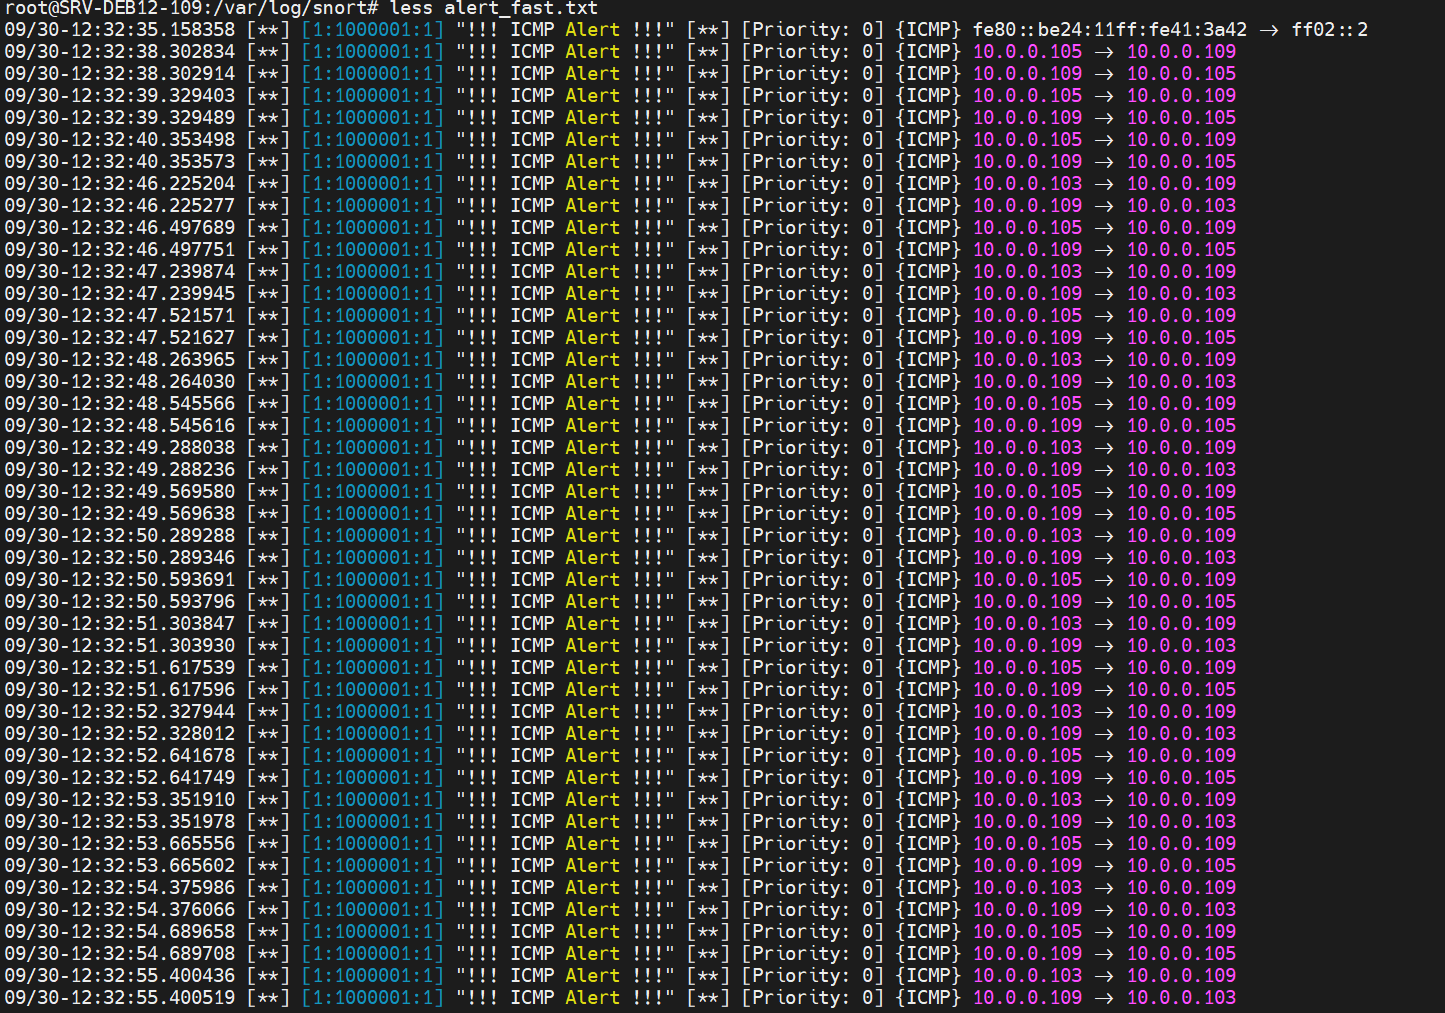 root@SRV-DEB12-109:/var/log/snort# less alert_fast.txt
09/30-12:32:35.158358 [**] [1:1000001:1] "!!! ICMP Alert !!!" [**] [Priority: 0] {ICMP} fe80::be24:11ff:fe41:3a42 -> ff02::2
09/30-12:32:38.302834 [**] [1:1000001:1] "!!! ICMP Alert !!!" [**] [Priority: 0] {ICMP} 10.0.0.105 -> 10.0.0.109
09/30-12:32:38.302914 [**] [1:1000001:1] "!!! ICMP Alert !!!" [**] [Priority: 0] {ICMP} 10.0.0.109 -> 10.0.0.105
09/30-12:32:39.329403 [**] [1:1000001:1] "!!! ICMP Alert !!!" [**] [Priority: 0] {ICMP} 10.0.0.105 -> 10.0.0.109
09/30-12:32:39.329489 [**] [1:1000001:1] "!!! ICMP Alert !!!" [**] [Priority: 0] {ICMP} 10.0.0.109 -> 10.0.0.105
09/30-12:32:40.353498 [**] [1:1000001:1] "!!! ICMP Alert !!!" [**] [Priority: 0] {ICMP} 10.0.0.105 -> 10.0.0.109
09/30-12:32:40.353573 [**] [1:1000001:1] "!!! ICMP Alert !!!" [**] [Priority: 0] {ICMP} 10.0.0.109 -> 10.0.0.105
09/30-12:32:46.225204 [**] [1:1000001:1] "!!! ICMP Alert !!!" [**] [Priority: 0] {ICMP} 10.0.0.103 -> 10.0.0.109
09/30-12:32:46.225277 [**] [1:1000001:1] "!!! ICMP Alert !!!" [**] [Priority: 0] {ICMP} 10.0.0.109 -> 10.0.0.103
09/30-12:32:46.497689 [**] [1:1000001:1] "!!! ICMP Alert !!!" [**] [Priority: 0] {ICMP} 10.0.0.105 -> 10.0.0.109
09/30-12:32:46.497751 [**] [1:1000001:1] "!!! ICMP Alert !!!" [**] [Priority: 0] {ICMP} 10.0.0.109 -> 10.0.0.105
09/30-12:32:47.239874 [**] [1:1000001:1] "!!! ICMP Alert !!!" [**] [Priority: 0] {ICMP} 10.0.0.103 -> 10.0.0.109
09/30-12:32:47.239945 [**] [1:1000001:1] "!!! ICMP Alert !!!" [**] [Priority: 0] {ICMP} 10.0.0.109 -> 10.0.0.103
09/30-12:32:47.521571 [**] [1:1000001:1] "!!! ICMP Alert !!!" [**] [Priority: 0] {ICMP} 10.0.0.105 -> 10.0.0.109
09/30-12:32:47.521627 [**] [1:1000001:1] "!!! ICMP Alert !!!" [**] [Priority: 0] {ICMP} 10.0.0.109 -> 10.0.0.105
09/30-12:32:48.263965 [**] [1:1000001:1] "!!! ICMP Alert !!!" [**] [Priority: 0] {ICMP} 10.0.0.103 -> 10.0.0.109
09/30-12:32:48.264030 [**] [1:1000001:1] "!!! ICMP Alert !!!" [**] [Priority: 0] {ICMP} 10.0.0.109 -> 10.0.0.103
09/30-12:32:48.545566 [**] [1:1000001:1] "!!! ICMP Alert !!!" [**] [Priority: 0] {ICMP} 10.0.0.105 -> 10.0.0.109
09/30-12:32:48.545616 [**] [1:1000001:1] "!!! ICMP Alert !!!" [**] [Priority: 0] {ICMP} 10.0.0.109 -> 10.0.0.105
09/30-12:32:49.288038 [**] [1:1000001:1] "!!! ICMP Alert !!!" [**] [Priority: 0] {ICMP} 10.0.0.103 -> 10.0.0.109
09/30-12:32:49.288236 [**] [1:1000001:1] "!!! ICMP Alert !!!" [**] [Priority: 0] {ICMP} 10.0.0.109 -> 10.0.0.103
09/30-12:32:49.569580 [**] [1:1000001:1] "!!! ICMP Alert !!!" [**] [Priority: 0] {ICMP} 10.0.0.105 -> 10.0.0.109
09/30-12:32:49.569638 [**] [1:1000001:1] "!!! ICMP Alert !!!" [**] [Priority: 0] {ICMP} 10.0.0.109 -> 10.0.0.105
09/30-12:32:50.289288 [**] [1:1000001:1] "!!! ICMP Alert !!!" [**] [Priority: 0] {ICMP} 10.0.0.103 -> 10.0.0.109
09/30-12:32:50.289346 [**] [1:1000001:1] "!!! ICMP Alert !!!" [**] [Priority: 0] {ICMP} 10.0.0.109 -> 10.0.0.103
09/30-12:32:50.593691 [**] [1:1000001:1] "!!! ICMP Alert !!!" [**] [Priority: 0] {ICMP} 10.0.0.105 -> 10.0.0.109
09/30-12:32:50.593796 [**] [1:1000001:1] "!!! ICMP Alert !!!" [**] [Priority: 0] {ICMP} 10.0.0.109 -> 10.0.0.105
09/30-12:32:51.303847 [**] [1:1000001:1] "!!! ICMP Alert !!!" [**] [Priority: 0] {ICMP} 10.0.0.103 -> 10.0.0.109
09/30-12:32:51.303930 [**] [1:1000001:1] "!!! ICMP Alert !!!" [**] [Priority: 0] {ICMP} 10.0.0.109 -> 10.0.0.103
09/30-12:32:51.617539 [**] [1:1000001:1] "!!! ICMP Alert !!!" [**] [Priority: 0] {ICMP} 10.0.0.105 -> 10.0.0.109
09/30-12:32:51.617596 [**] [1:1000001:1] "!!! ICMP Alert !!!" [**] [Priority: 0] {ICMP} 10.0.0.109 -> 10.0.0.105
09/30-12:32:52.327944 [**] [1:1000001:1] "!!! ICMP Alert !!!" [**] [Priority: 0] {ICMP} 10.0.0.103 -> 10.0.0.109
09/30-12:32:52.328012 [**] [1:1000001:1] "!!! ICMP Alert !!!" [**] [Priority: 0] {ICMP} 10.0.0.109 -> 10.0.0.103
09/30-12:32:52.641678 [**] [1:1000001:1] "!!! ICMP Alert !!!" [**] [Priority: 0] {ICMP} 10.0.0.105 -> 10.0.0.109
09/30-12:32:52.641749 [**] [1:1000001:1] "!!! ICMP Alert !!!" [**] [Priority: 0] {ICMP} 10.0.0.109 -> 10.0.0.105
09/30-12:32:53.351910 [**] [1:1000001:1] "!!! ICMP Alert !!!" [**] [Priority: 0] {ICMP} 10.0.0.103 -> 10.0.0.109
09/30-12:32:53.351978 [**] [1:1000001:1] "!!! ICMP Alert !!!" [**] [Priority: 0] {ICMP} 10.0.0.109 -> 10.0.0.103
09/30-12:32:53.665556 [**] [1:1000001:1] "!!! ICMP Alert !!!" [**] [Priority: 0] {ICMP} 10.0.0.105 -> 10.0.0.109
09/30-12:32:53.665602 [**] [1:1000001:1] "!!! ICMP Alert !!!" [**] [Priority: 0] {ICMP} 10.0.0.109 -> 10.0.0.105
09/30-12:32:54.375986 [**] [1:1000001:1] "!!! ICMP Alert !!!" [**] [Priority: 0] {ICMP} 10.0.0.103 -> 10.0.0.109
09/30-12:32:54.376066 [**] [1:1000001:1] "!!! ICMP Alert !!!" [**] [Priority: 0] {ICMP} 10.0.0.109 -> 10.0.0.103
09/30-12:32:54.689658 [**] [1:1000001:1] "!!! ICMP Alert !!!" [**] [Priority: 0] {ICMP} 10.0.0.105 -> 10.0.0.109
09/30-12:32:54.689708 [**] [1:1000001:1] "!!! ICMP Alert !!!" [**] [Priority: 0] {ICMP} 10.0.0.109 -> 10.0.0.105
09/30-12:32:55.400436 [**] [1:1000001:1] "!!! ICMP Alert !!!" [**] [Priority: 0] {ICMP} 10.0.0.103 -> 10.0.0.109
09/30-12:32:55.400519 [**] [1:1000001:1] "!!! ICMP Alert !!!" [**] [Priority: 0] {ICMP} 10.0.0.109 -> 10.0.0.103